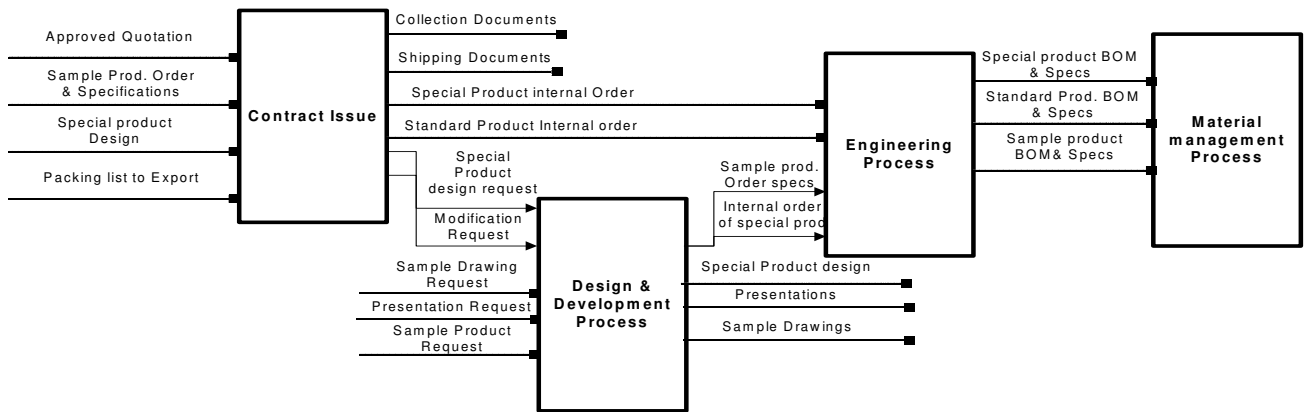 Approved Quotation
Sample Prod. Order
& Specifications
Special product
Design
Packing list to Export
Contract Issue
Collection Documents
Shipping Documents
Special Product internal Order
Standard Product Internal order
Special
Product
design request
Modification
Request
Sample Drawing
Request
Presentation Request
Sample Product
Request
Design &
Development
Process
Sample prod.
Order specs
Internal order
of special prod
Special Product design
Presentations
Sample Drawings
Engineering
Process
Special product BOM
& Specs
Standard Prod. BOM
& Specs
Sample product
BOM& Specs
Material
management
Process